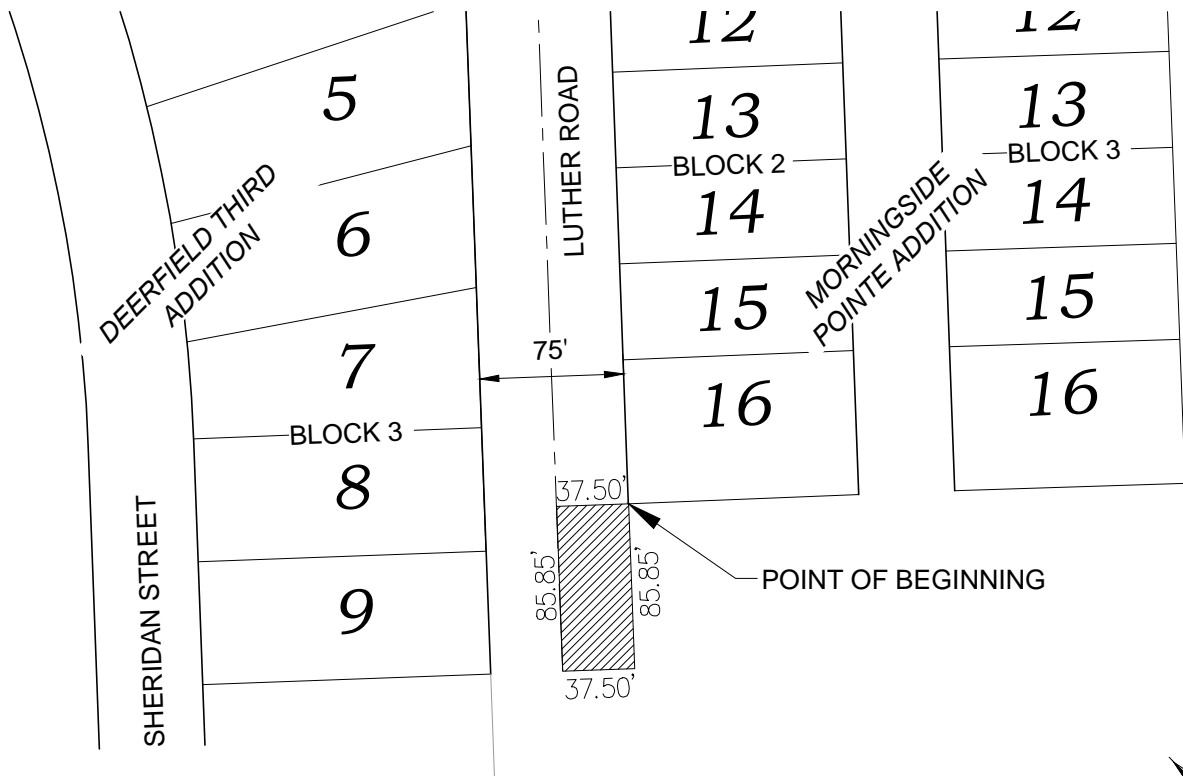 12
12
5
13
13
LUTHER ROAD
BLOCK 2
BLOCK 3
DEERFIELD THIRD
ADDITION
6
14
14
MORNINGSIDE
POINTE ADDITION
15
15
75'
7
16
16
BLOCK 3
8
37.50'
85.85'
85.85'
POINT OF BEGINNING
9
SHERIDAN STREET
37.50'